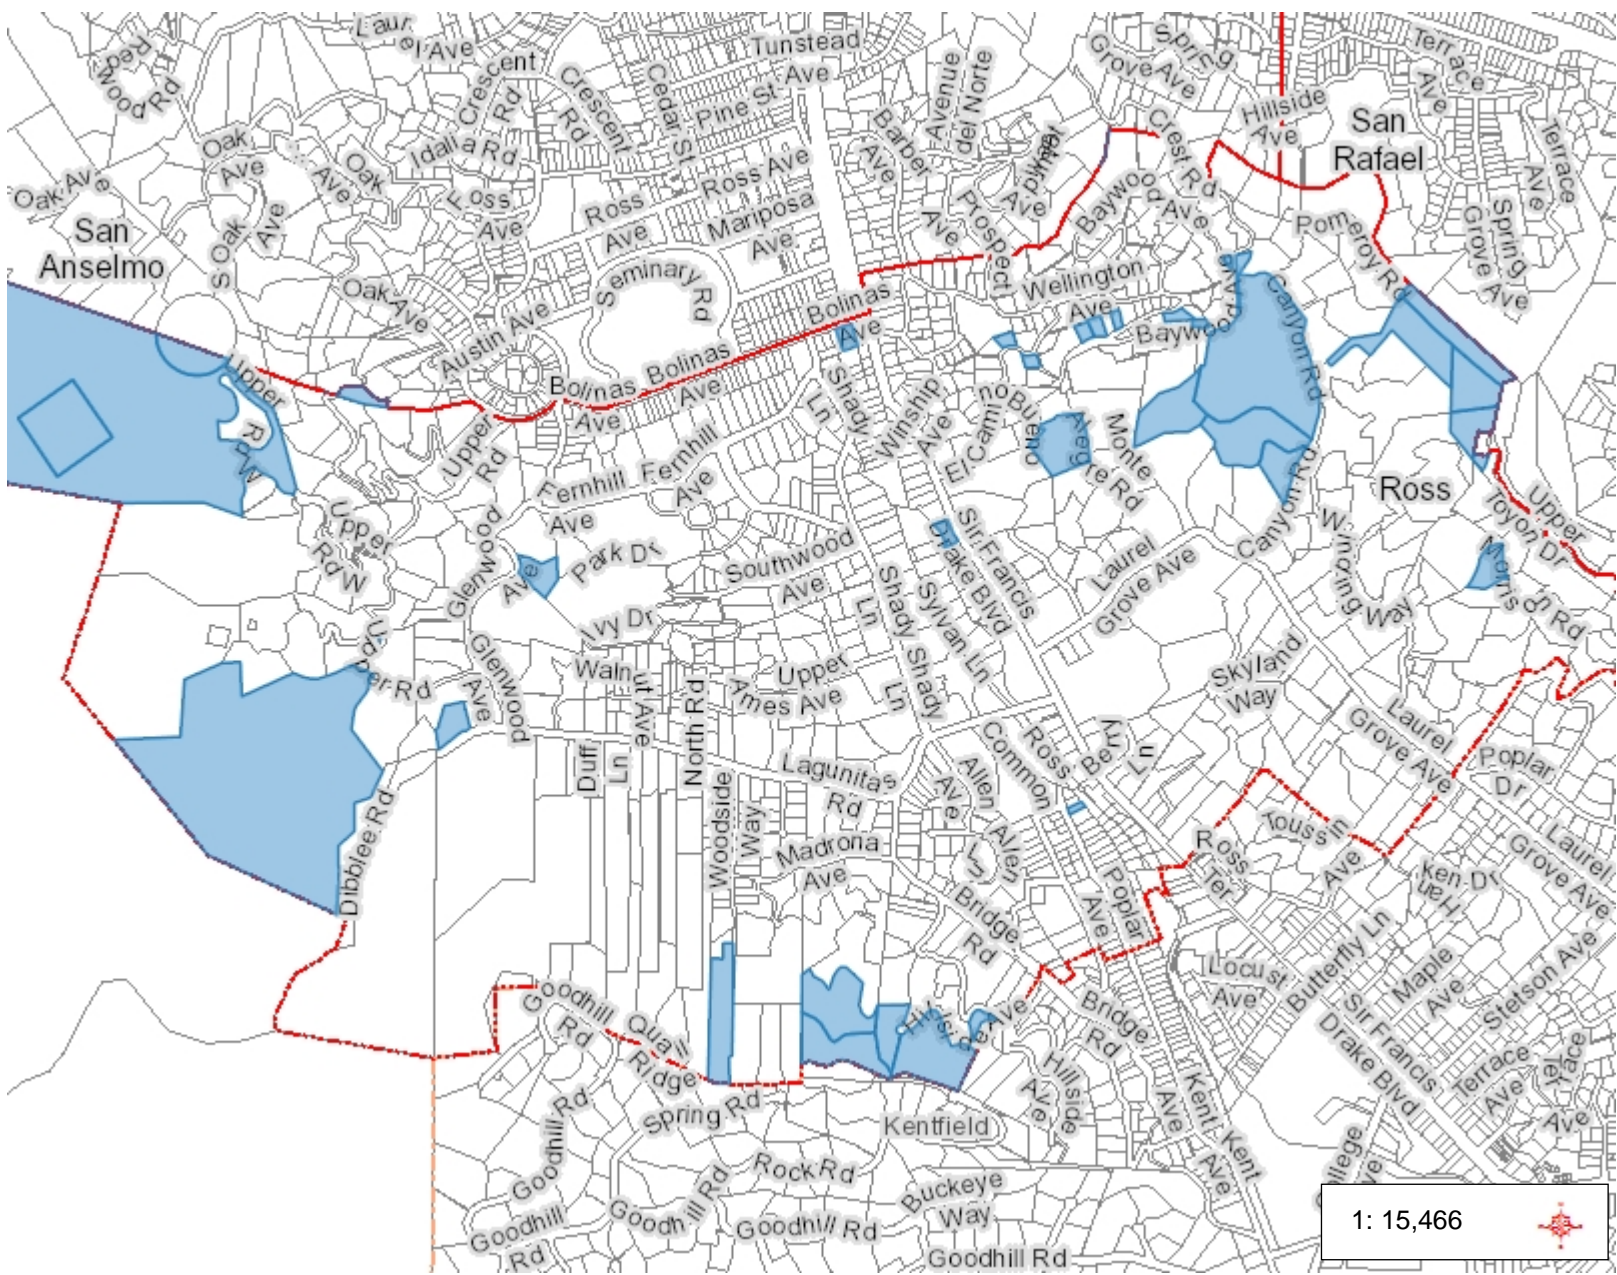 Laurel Ave
Tunstead
Ave
Spring
Grove Ave
Terrace
Ave
Redwood Rd
Crescent
Rd
Crescent
Rd
Cedar St
Pine St
Avenue
del Norte
Barber
Ave
Hillside
Ave
San
Rafael
Terrace
Ave
Oak
Ave
Oak
Ave
Idalia Rd
Crest Rd
Oak Ave
Foss
Ave
Ross Ave
Ross
Ave
Mariposa
Ave
Prospect
Ave
Baywood Ave
Pomeroy Rd
Spring
Grove Ave
San
Anselmo
S Oak
Ave
Oak Ave
Seminary Rd
Wellington
Ave
Canyon Rd
Austin Ave
Bolinas
Ave
Baywood
Upper
Bolinas
Bolinas
Ave
Ave
Rd W
Upper
Rd
Shady
Ln
Winship
Ave
El Camino Bueno
Monte
Alegre Rd
Fernhill
Ave
Fernhill
Ave
Ross
Upper
Toyon Dr
Upper
Rd W
Glenwood
Ave
Park Dr
Southwood
Ave
Sir Francis
Drake Blvd
Laurel
Grove Ave
Canyon Rd
Winding
Way
Ivy Dr
Shady
Ln
Sylvan Ln
Upper Rd
Glenwood
Ave
Walnut Ave
North Rd
Upper
Ames Ave
Shady
Ln
Skyland
Way
Duff
Ln
Lagunitas
Rd
Allen
Ave
Ross
Common
Berry
Ln
Laurel
Grove Ave
Poplar
Dr
Dibblee Rd
Woodside
Way
Madrona
Ave
Allen
Ave
Ross
Ter
Toussin
Ave
Laurel
Grove Ave
Bridge
Rd
Poplar
Ave
Locust
Ave
Butterfly Ln
Maple
Ave
Stetson Ave
Goodhill
Rd
Quail
Ridge
Bridge
Rd
Sir Francis
Drake Blvd
Terrace
Ave
Spring Rd
Kentfield
Hillside
Ave
Kent
Ave
Kent
Ave
Goodhill Rd
Rock Rd
Goodhill Rd
Buckeye
Way
Goodhill
Rd
Goodhill Rd
Goodhill Rd
1: 15,466